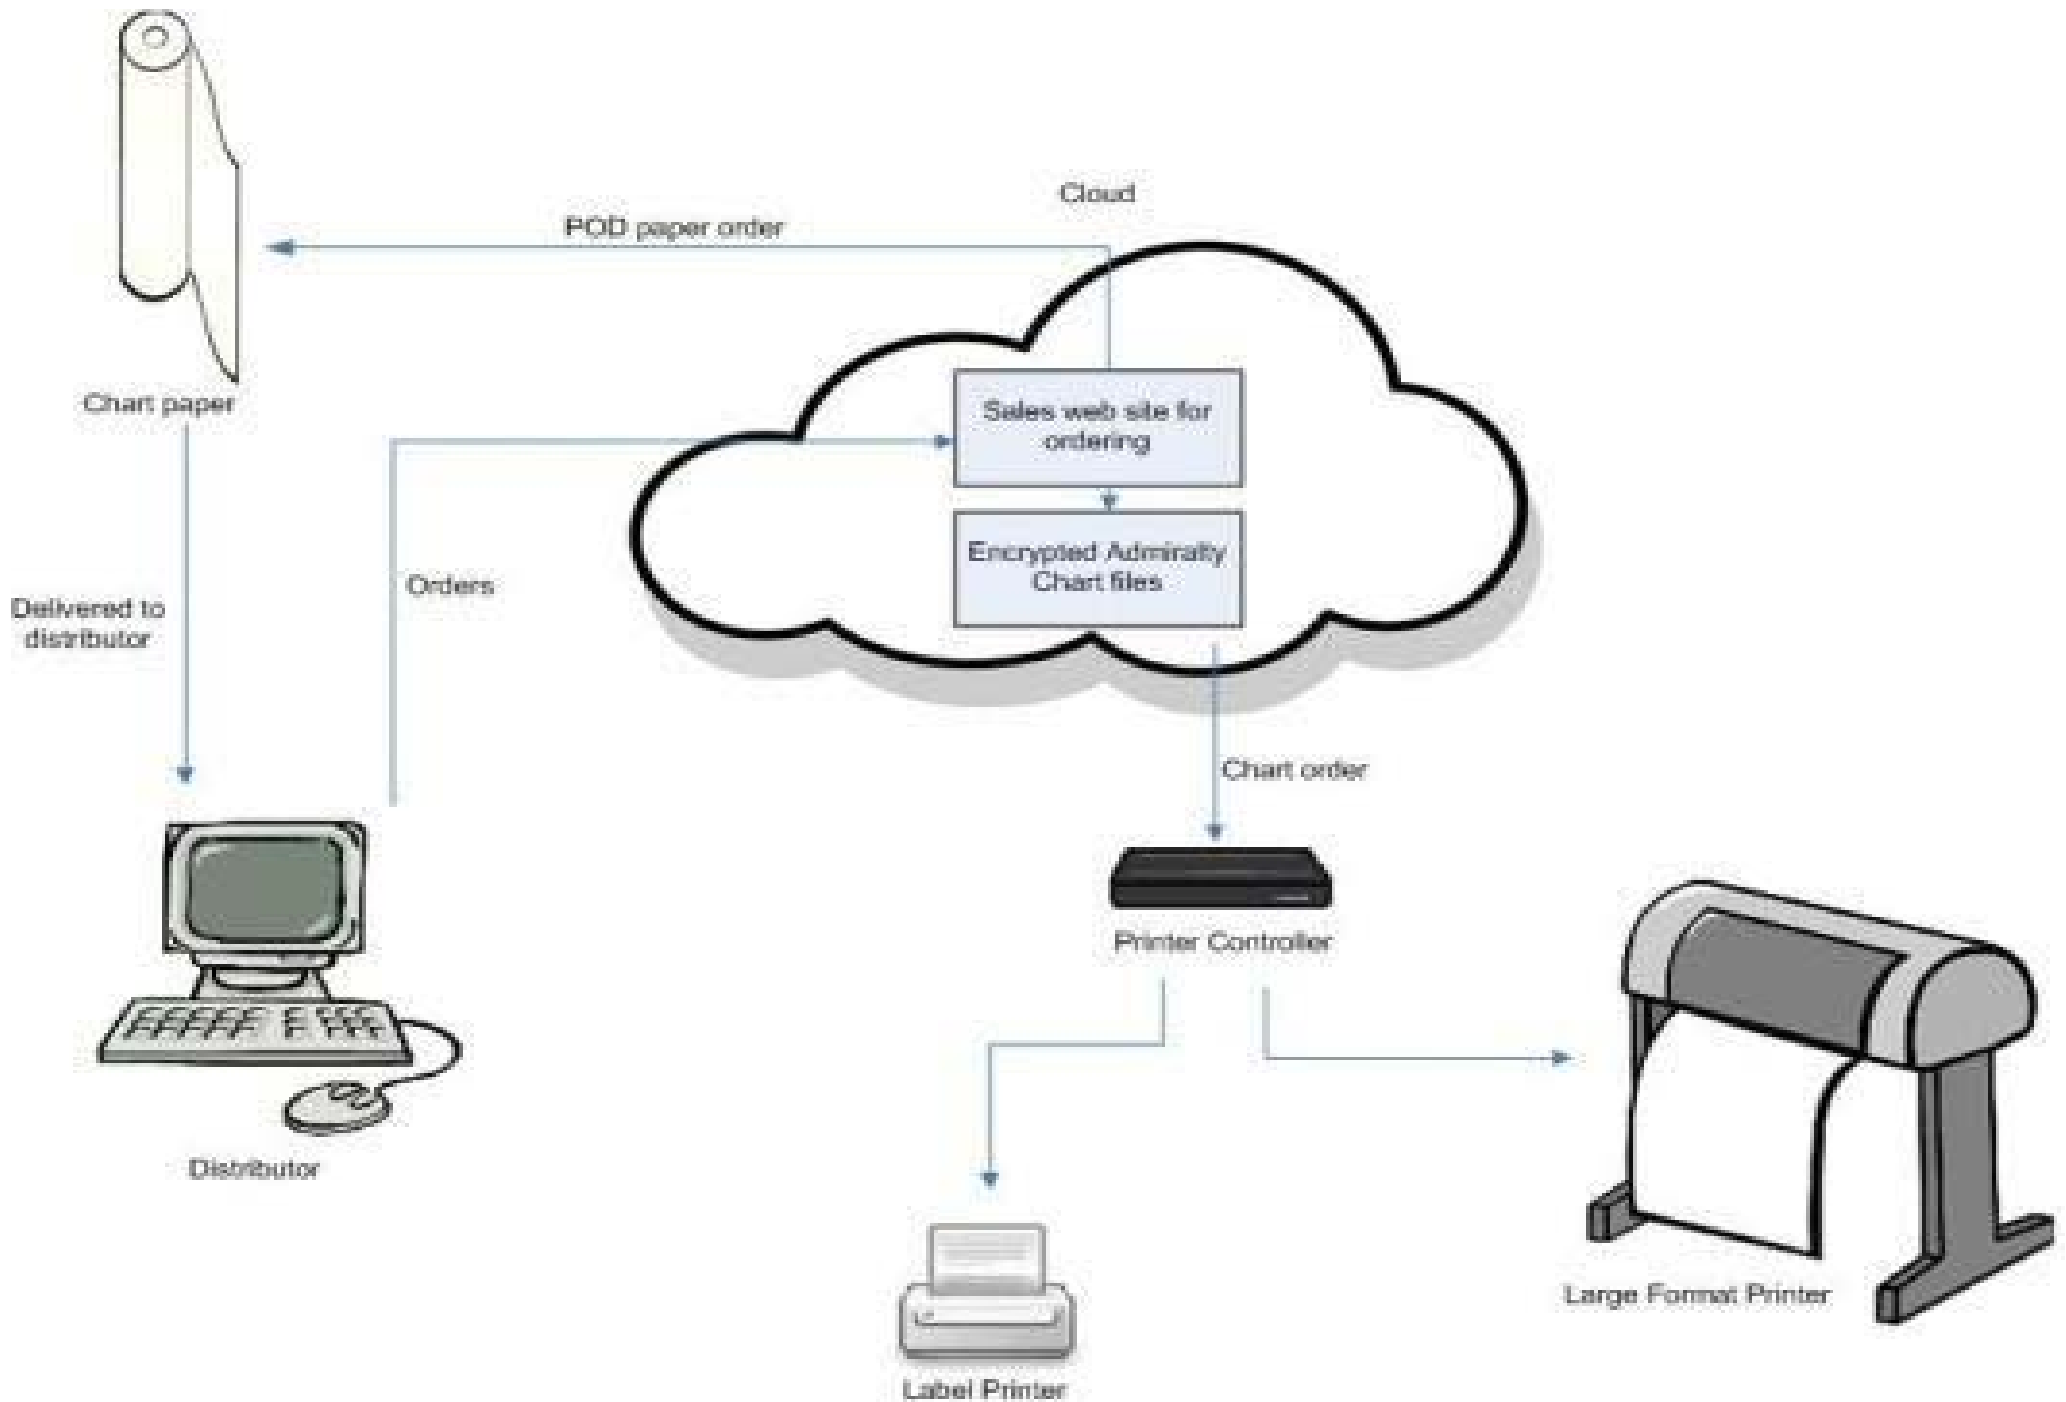 Cloud
POD paper order
Chart paper
Sales web site for
ordering
Encrypted Admiralty
Chart files
Orders
Delivered to
distributor
Chart order
Printer Controller
Distributor
Large Format Printer
Label Printer